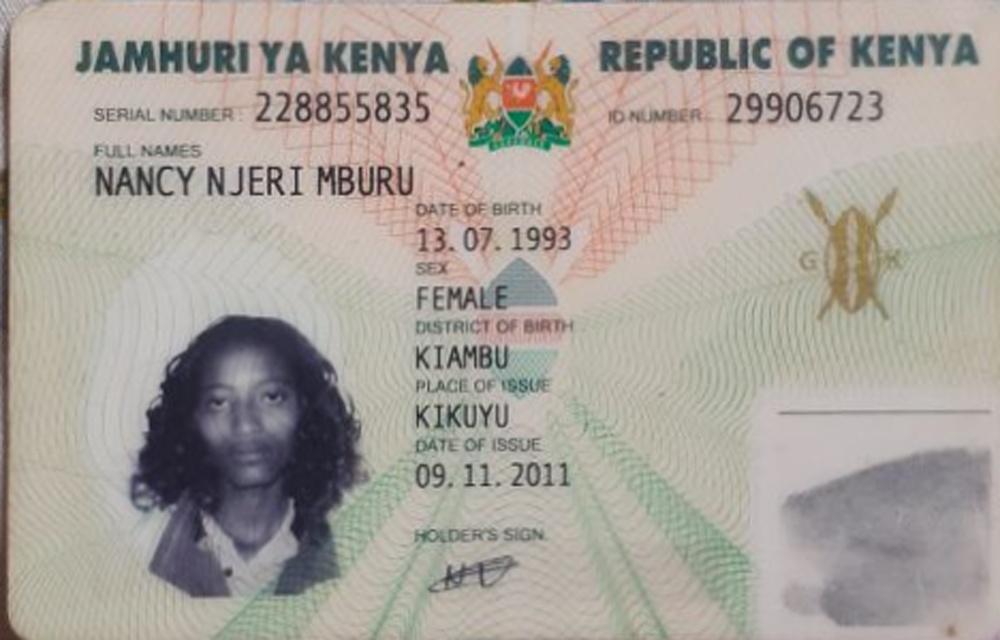 JAMHURI YA KENYA REPUBLIC OF KENYA
SERIAL NUMBER : 228855835 ID NUMBER : 29906723
FULL NAMES
NANCY NJERI MBURU
DATE OF BIRTH
13. 07. 1993
SEX
FEMALE
G K
DISTRICT OF BIRTH
KIAMBU
PLACE OF ISSUE
KIKUYU
DATE OF ISSUE
09. 11. 2011
HOLDER'S SIGN.